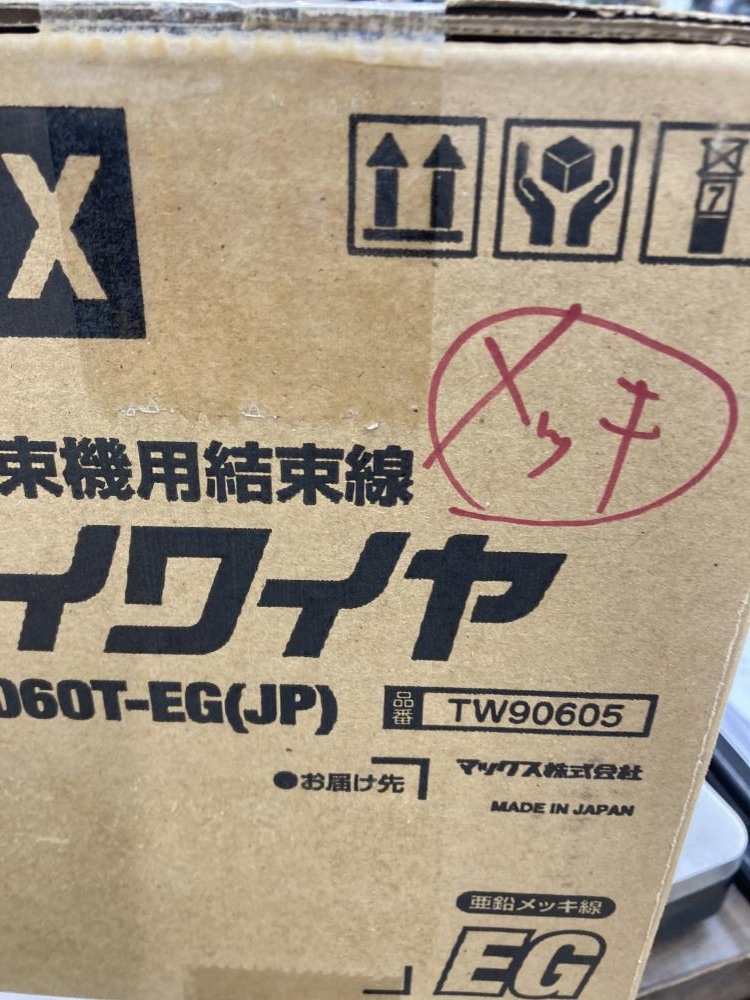 X
7
メッキ
束機用結束線
イワイヤ
060T-EG(JP)
品番 TW90605
●お届け先
マックス株式会社
MADE IN JAPAN
亜鉛メッキ線
EG